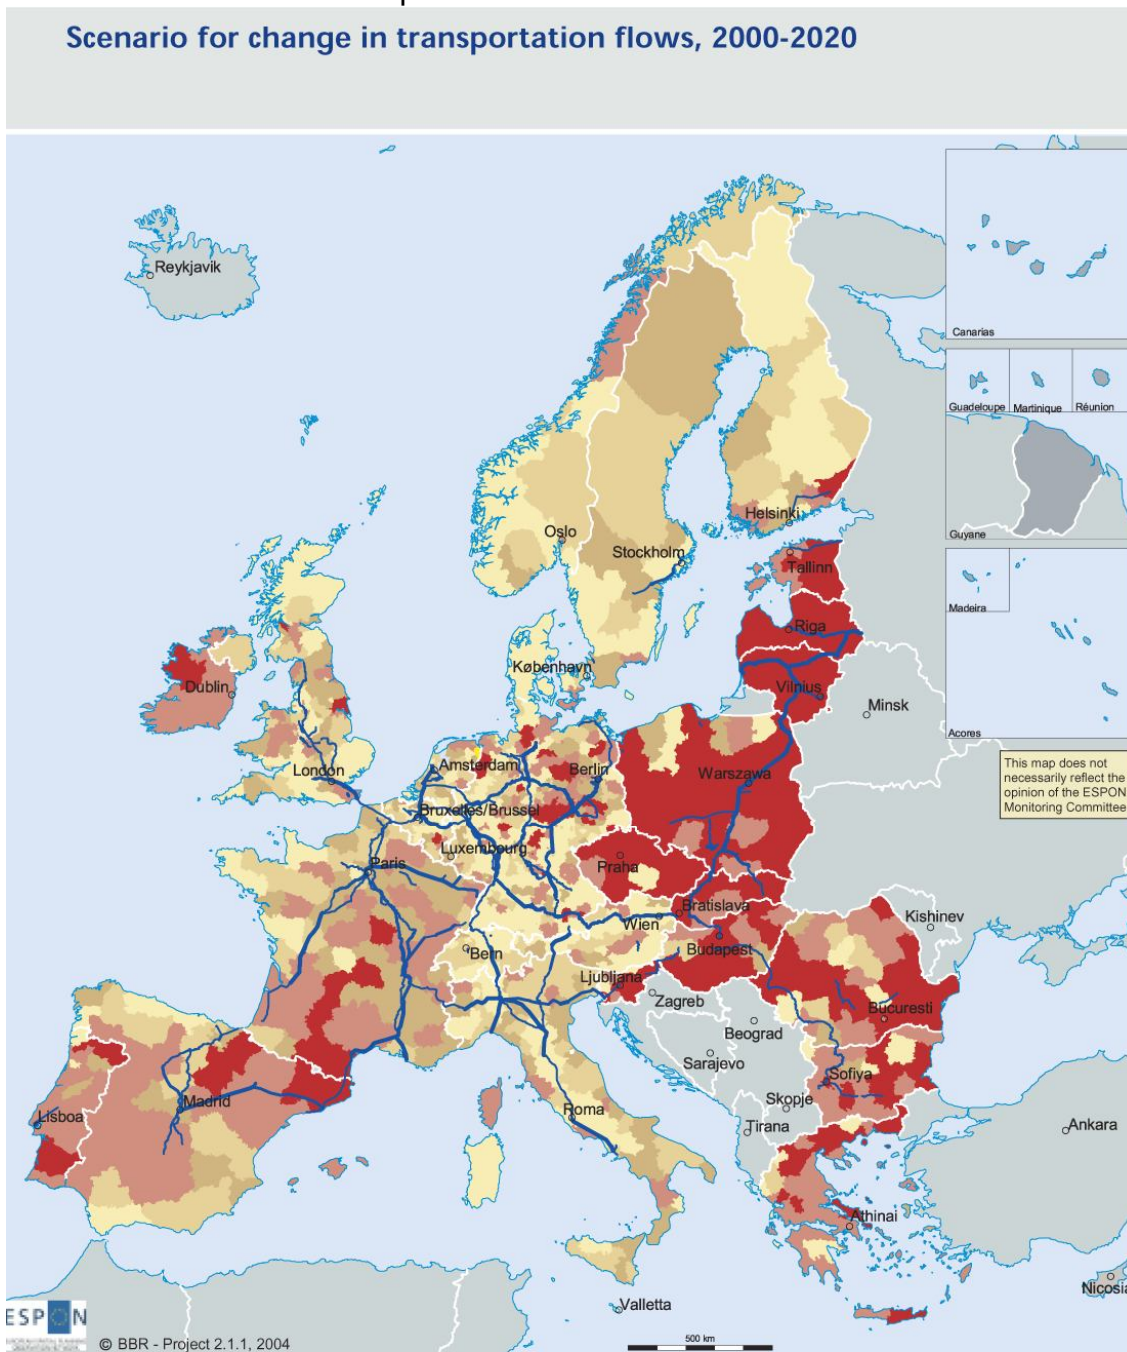 Scenario for change in transportation flows, 2000-2020
Reykjavik
Canarias
Guadeloupe
Martinique
Réunion
Guyane
Madeira
Acores
Helsinki
Oslo
Stockholm
Tallinn
Riga
København
Dublin
Vilnius
Minsk
This map does not
necessarily reflect the
opinion of the ESPON
Monitoring Committee
London
Amsterdam
Berlin
Warszawa
Bruxelles/Brussel
Luxembourg
Paris
Praha
Bratislava
Wien
Kishinev
Bern
Budapest
Ljubljana
Zagreb
Bucuresti
Beograd
Sarajevo
Sofiya
Madrid
Skopje
Lisboa
Roma
Tirana
Ankara
Athinai
Nicosia
Valletta
ESPON
© BBR - Project 2.1.1, 2004
500 km